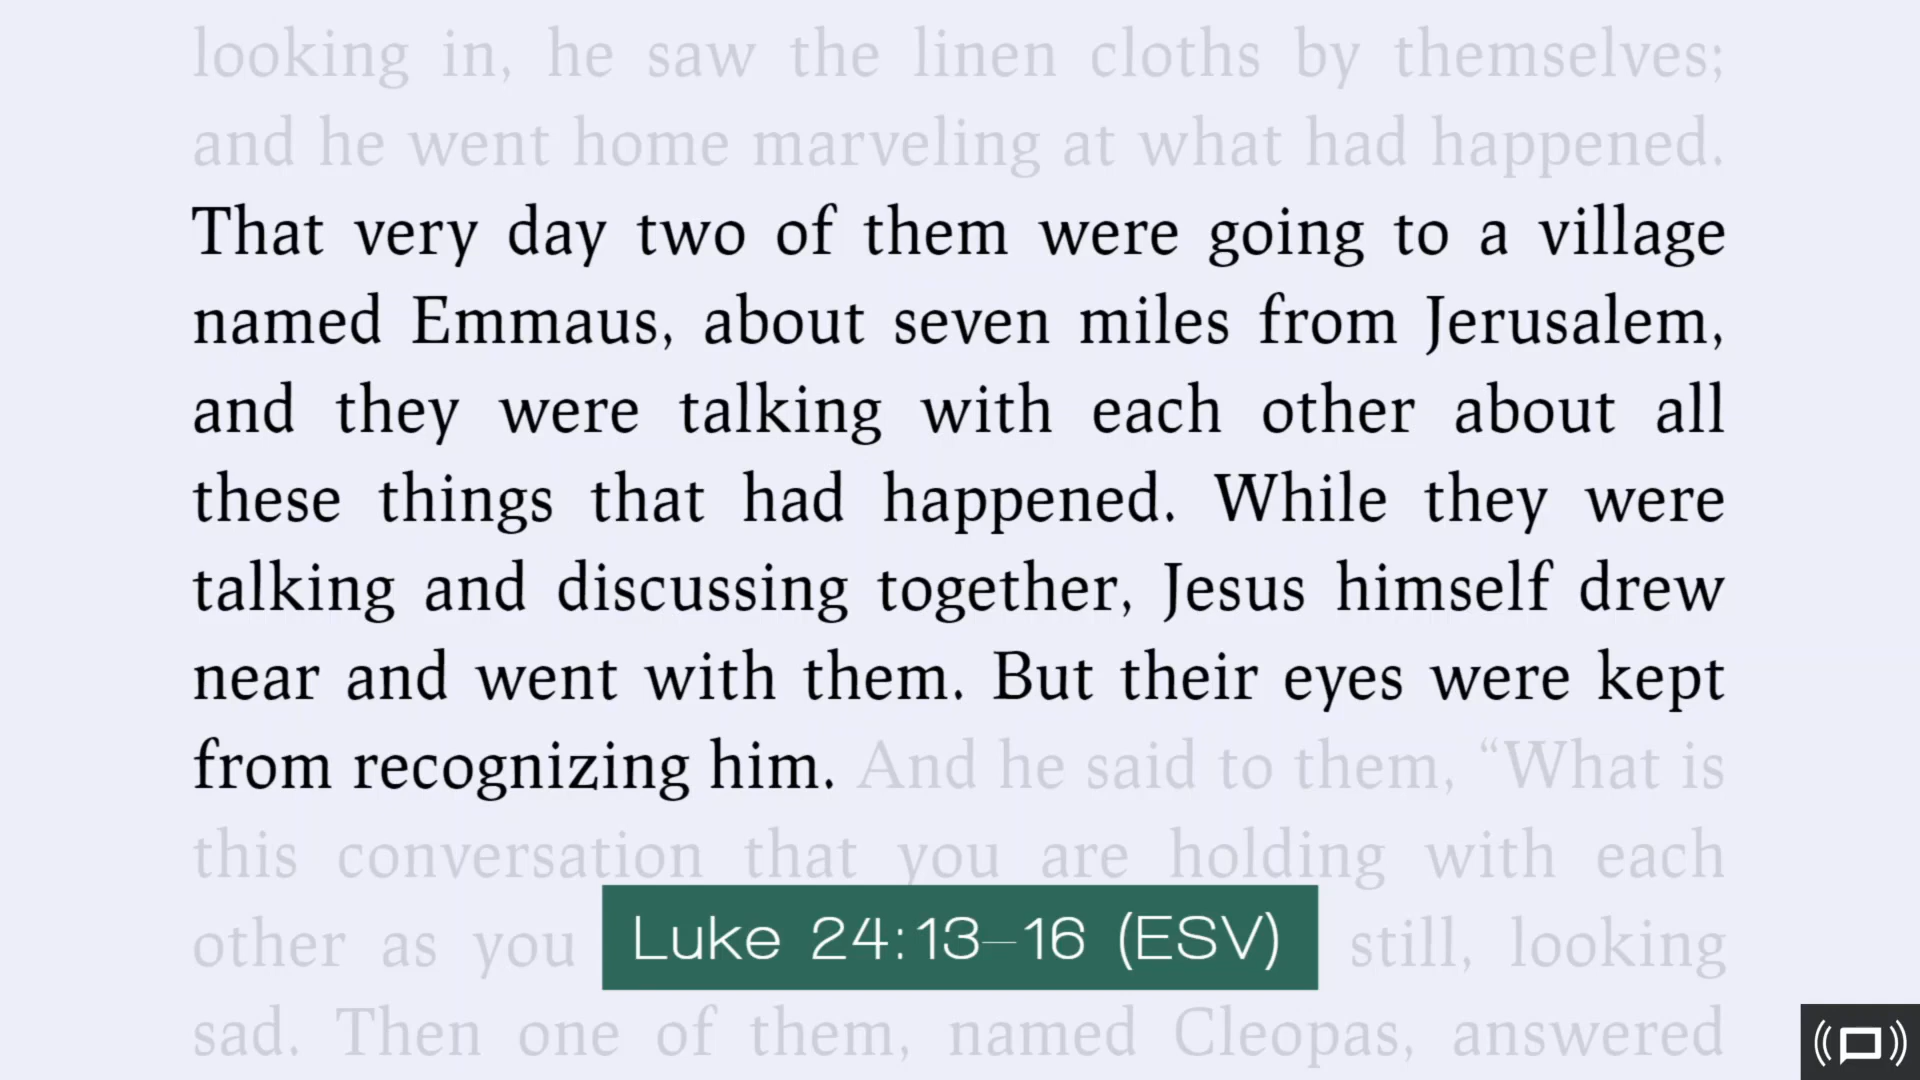 looking in, he saw the linen cloths by themselves;
and he went home marveling at what had happened.
That very day two of them were going to a village
named Emmaus, about seven miles from Jerusalem,
and they were talking with each other about all
these things that had happened. While they were
talking and discussing together, Jesus himself drew
near and went with them. But their eyes were kept
from recognizing him. And he said to them, “What is
this conversation that you are holding with each
other as you still, looking
Luke 24:13–16 (ESV)
sad. Then one of them, named Cleopas, answered